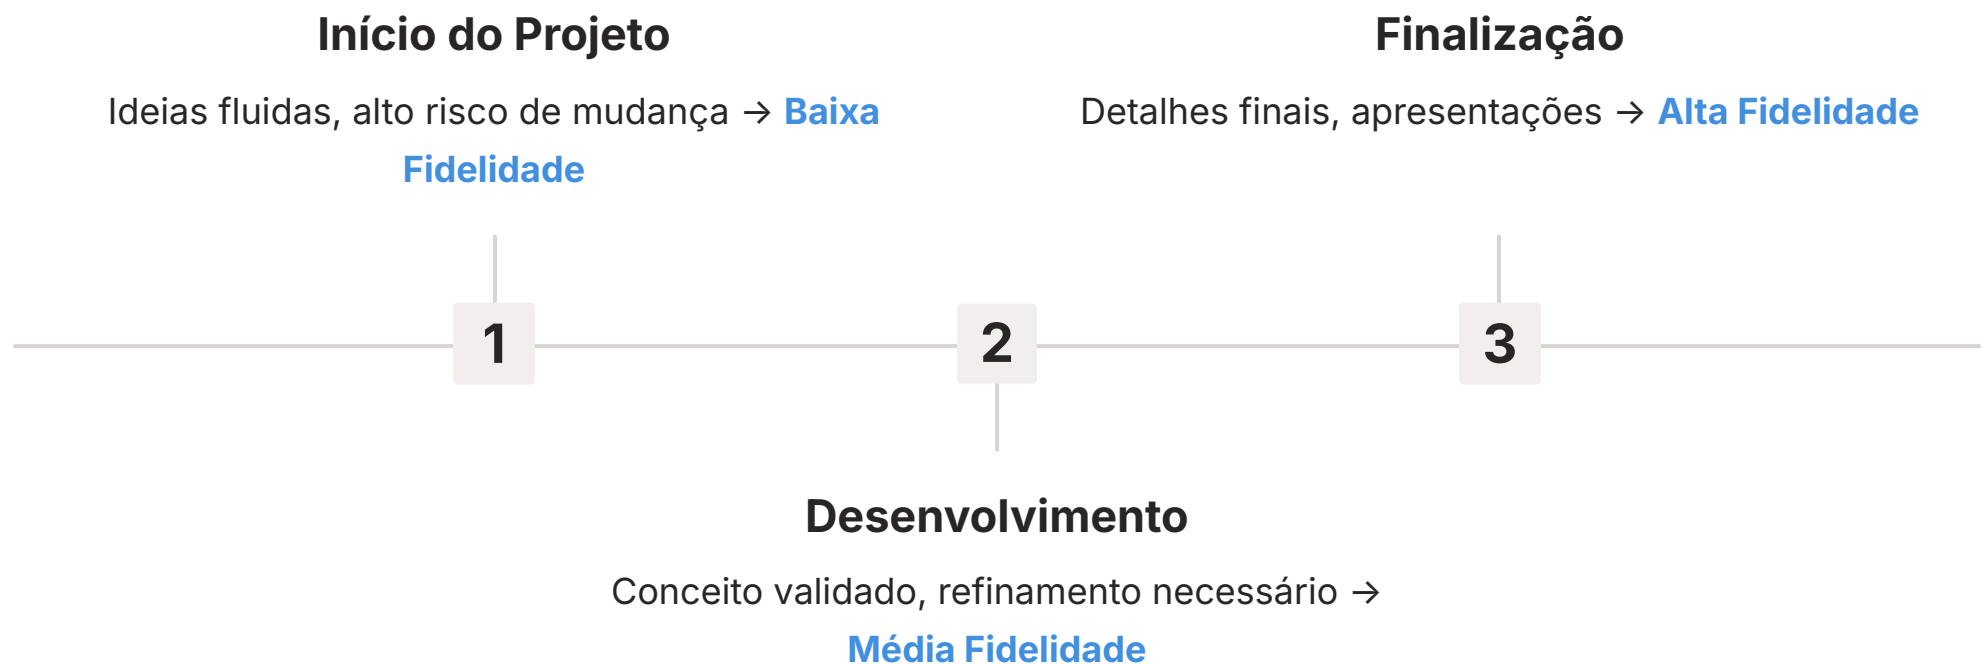 Início do Projeto
Ideias fluidas, alto risco de mudança → Baixa
Fidelidade
Finalização
Detalhes finais, apresentações → Alta Fidelidade
1
2
3
Desenvolvimento
Conceito validado, refinamento necessário →
Média Fidelidade